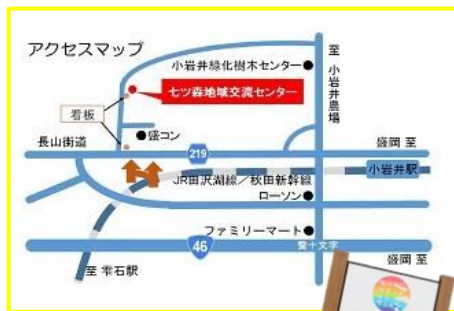 アクセスマップ
至 小岩井農場
小岩井緑化樹木センター
七ツ森地域交流センター
看板
盛コン
長山街道
219
盛岡 至
小岩井駅
JR田沢湖線／秋田新幹線
ローソン
ファミリーマート
46
盛岡 至
至 雫石駅